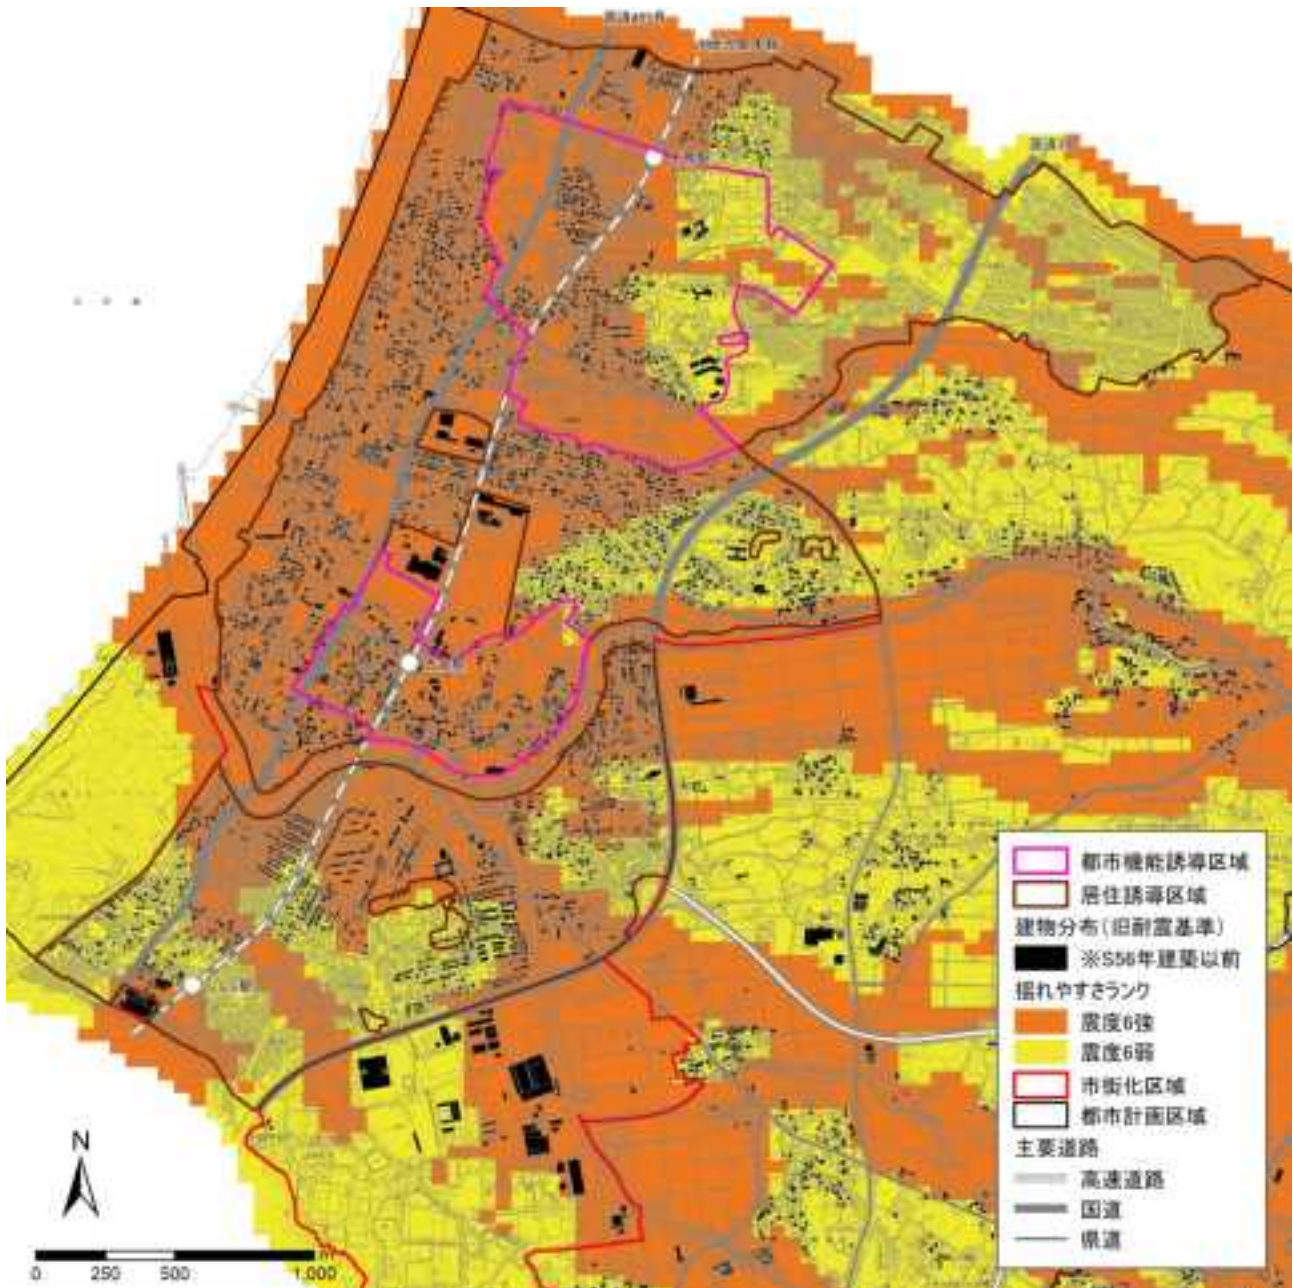 都市機能誘導区域
居住誘導区域
建物分布(旧耐震基準)
※S56年建築以前
揺れやすさランク
震度6強
震度6弱
市街化区域
都市計画区域
主要道路
高速道路
国道
県道
N
0 250 500 1,000